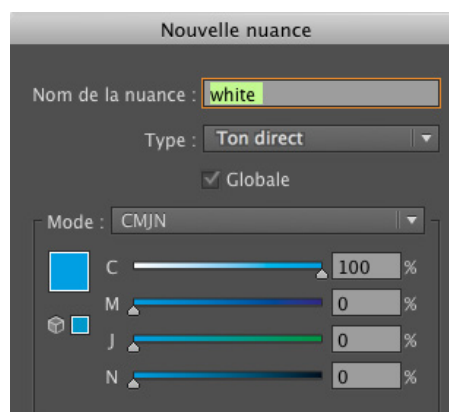 Nouvelle nuance
Nom de la nuance : white
Type : Ton direct
Globale
Mode : CMJN
C 100 %
M 0 %
J 0 %
N 0 %